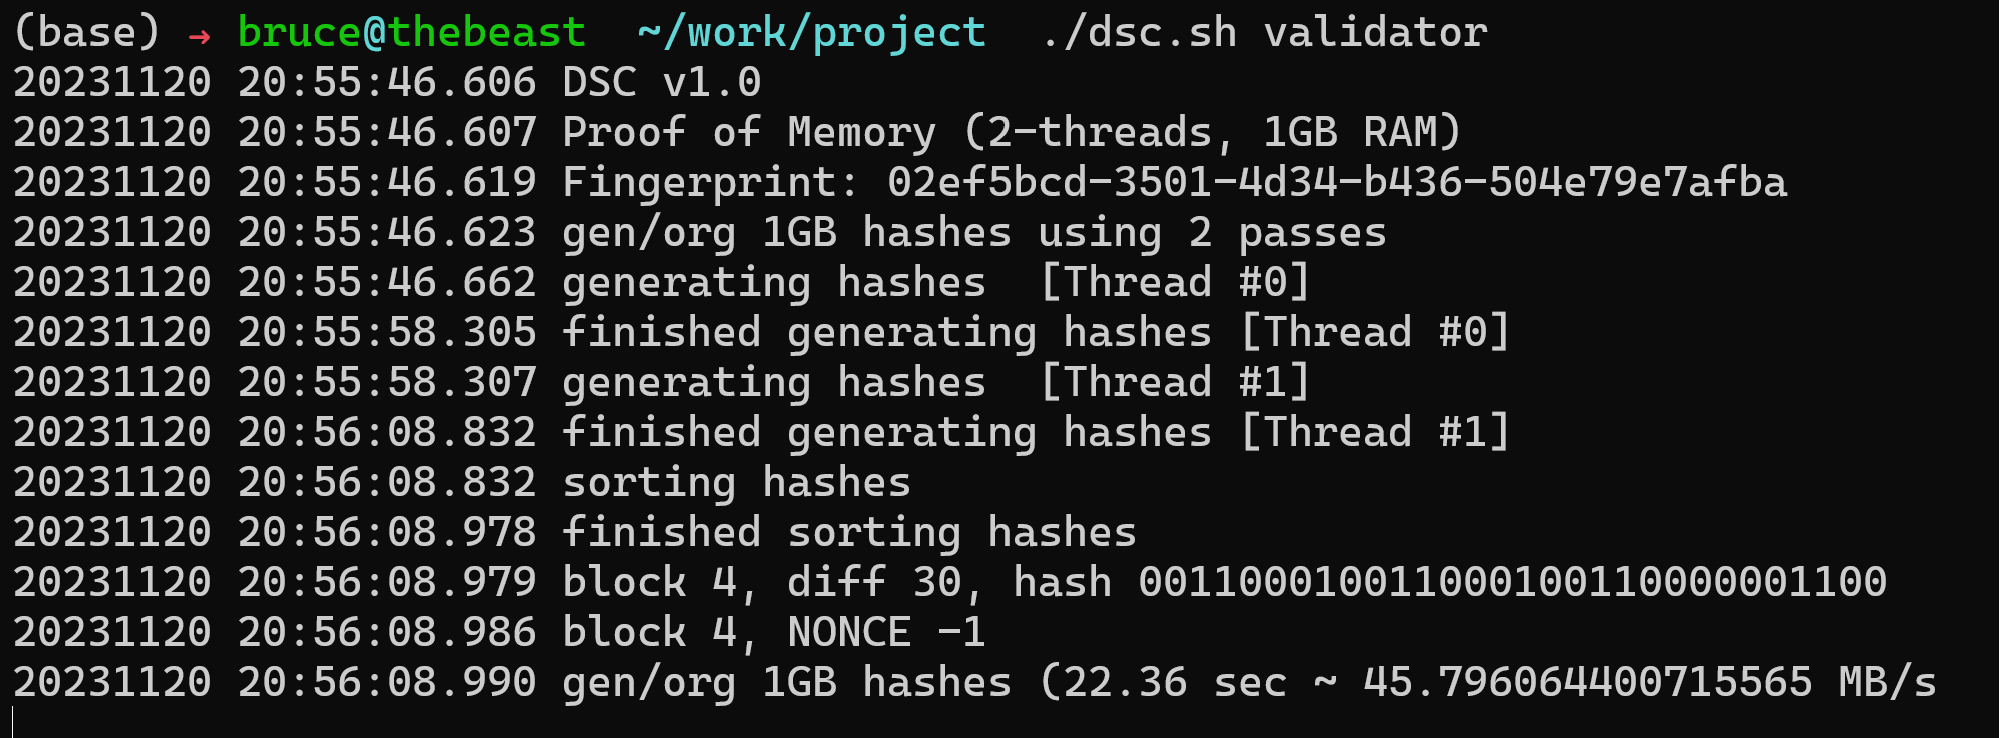 (base) → bruce@thebeast ~/work/project ./dsc.sh validator
20231120 20:55:46.606 DSC v1.0
20231120 20:55:46.607 Proof of Memory (2-threads, 1GB RAM)
20231120 20:55:46.619 Fingerprint: 02ef5bcd-3501-4d34-b436-504e79e7afba
20231120 20:55:46.623 gen/org 1GB hashes using 2 passes
20231120 20:55:46.662 generating hashes  [Thread #0]
20231120 20:55:58.305 finished generating hashes [Thread #0]
20231120 20:55:58.307 generating hashes  [Thread #1]
20231120 20:56:08.832 finished generating hashes [Thread #1]
20231120 20:56:08.832 sorting hashes
20231120 20:56:08.978 finished sorting hashes
20231120 20:56:08.979 block 4, diff 30, hash 001100010011000100110000001100
20231120 20:56:08.986 block 4, NONCE -1
20231120 20:56:08.990 gen/org 1GB hashes (22.36 sec ~ 45.796064400715565 MB/s